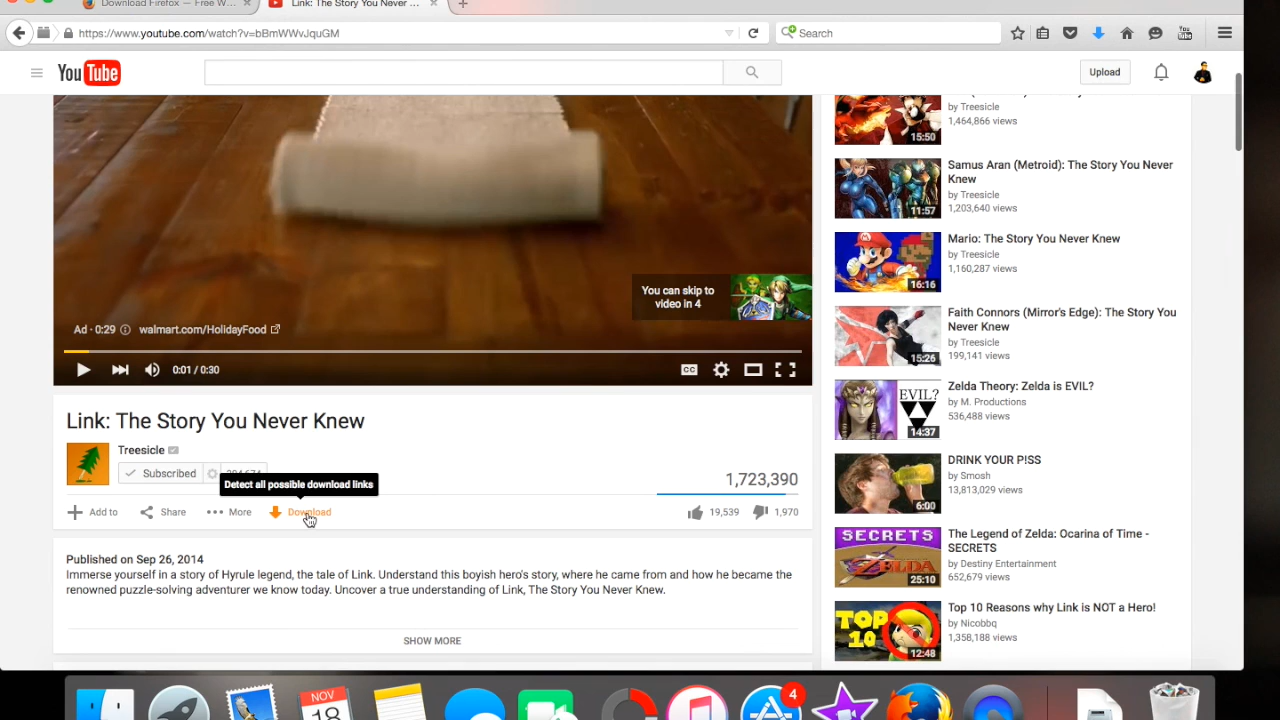 Download Firefox — Free W...
Link: The Story You Never ...
https://www.youtube.com/watch?v=bBmWWvJquGM
Search
You
Tube
YouTube
Upload
by Treesicle
1,464,866 views
15:50
Samus Aran (Metroid): The Story You Never
Knew
by Treesicle
1,203,640 views
11:57
Mario: The Story You Never Knew
by Treesicle
1,160,287 views
16:16
Faith Connors (Mirror's Edge): The Story You
Never Knew
by Treesicle
199,141 views
15:26
Zelda Theory: Zelda is EVIL?
by M. Productions
536,488 views
EVIL?
14:37
DRINK YOUR P!SS
by Smosh
13,813,029 views
6:00
The Legend of Zelda: Ocarina of Time -
SECRETS
by Destiny Entertainment
652,679 views
SECRETS
ZELDA
25:10
Top 10 Reasons why Link is NOT a Hero!
by Nicobbq
1,358,188 views
TOP
10
12:48
You can skip to
video in 4
Ad · 0:29
walmart.com/HolidayFood
0:01 / 0:30
CC
Link: The Story You Never Knew
Treesicle
Subscribed
Detect all possible download links
1,723,390
Add to
Share
More
Download
19,539
1,970
Published on Sep 26, 2014
Immerse yourself in a story of Hyrule legend, the tale of Link. Understand this boyish hero's story, where he came from and how he became the
renowned puzzle-solving adventurer we know today. Uncover a true understanding of Link, The Story You Never Knew.
SHOW MORE
NOV
18
4